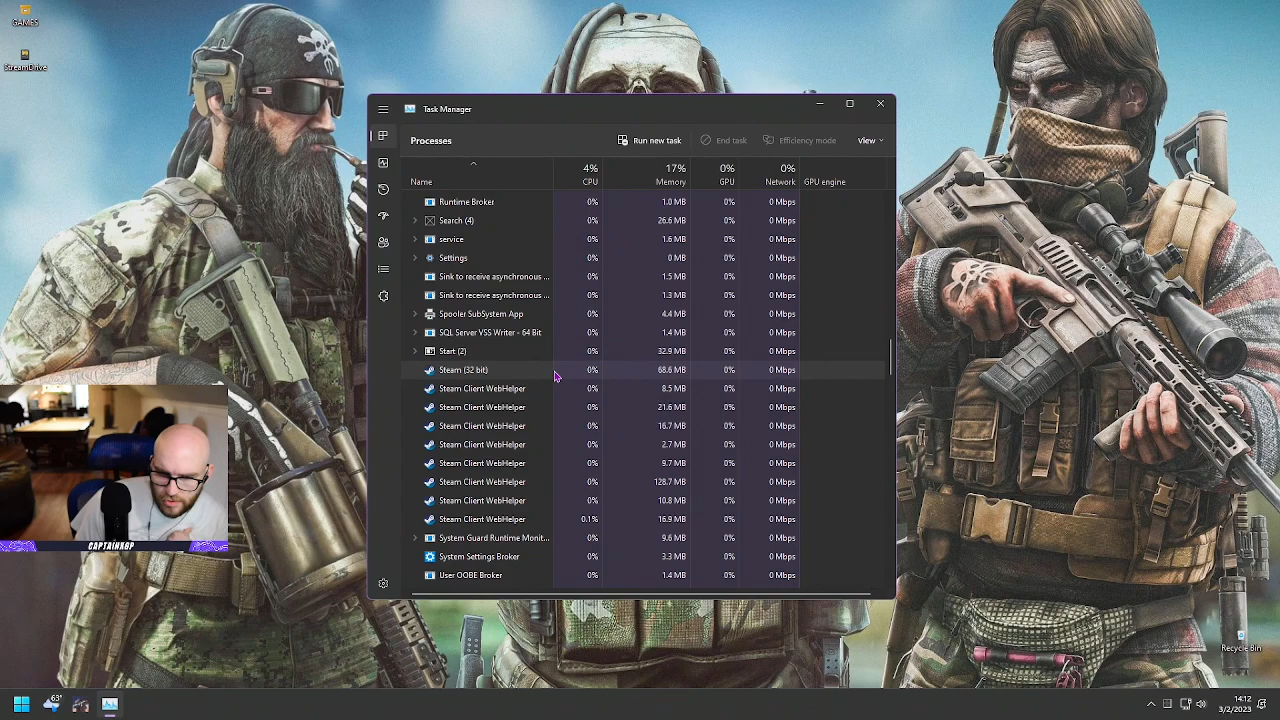 GAMES
StreamDrive
Task Manager
Processes
Run new task
End task
Efficiency mode
View
4% 17% 0% 0%
Name CPU Memory GPU Network GPU engine
Runtime Broker 0% 1.0 MB 0% 0 Mbps
Search (4) 0% 26.6 MB 0% 0 Mbps
service 0% 1.6 MB 0% 0 Mbps
Settings 0% 0 MB 0% 0 Mbps
Sink to receive asynchronous ... 0% 1.5 MB 0% 0 Mbps
Sink to receive asynchronous ... 0% 1.3 MB 0% 0 Mbps
Spooler SubSystem App 0% 4.4 MB 0% 0 Mbps
SQL Server VSS Writer - 64 Bit 0% 1.4 MB 0% 0 Mbps
Start (2) 0% 32.9 MB 0% 0 Mbps
Steam (32 bit) 0% 68.6 MB 0% 0 Mbps
Steam Client WebHelper 0% 8.5 MB 0% 0 Mbps
Steam Client WebHelper 0% 21.6 MB 0% 0 Mbps
Steam Client WebHelper 0% 16.7 MB 0% 0 Mbps
Steam Client WebHelper 0% 2.7 MB 0% 0 Mbps
Steam Client WebHelper 0% 9.7 MB 0% 0 Mbps
Steam Client WebHelper 0% 128.7 MB 0% 0 Mbps
Steam Client WebHelper 0% 10.8 MB 0% 0 Mbps
Steam Client WebHelper 0.1% 16.9 MB 0% 0 Mbps
System Guard Runtime Monit... 0% 9.6 MB 0% 0 Mbps
System Settings Broker 0% 3.3 MB 0% 0 Mbps
User OOBE Broker 0% 1.4 MB 0% 0 Mbps
Recycle Bin
63°
14:12
3/2/2023